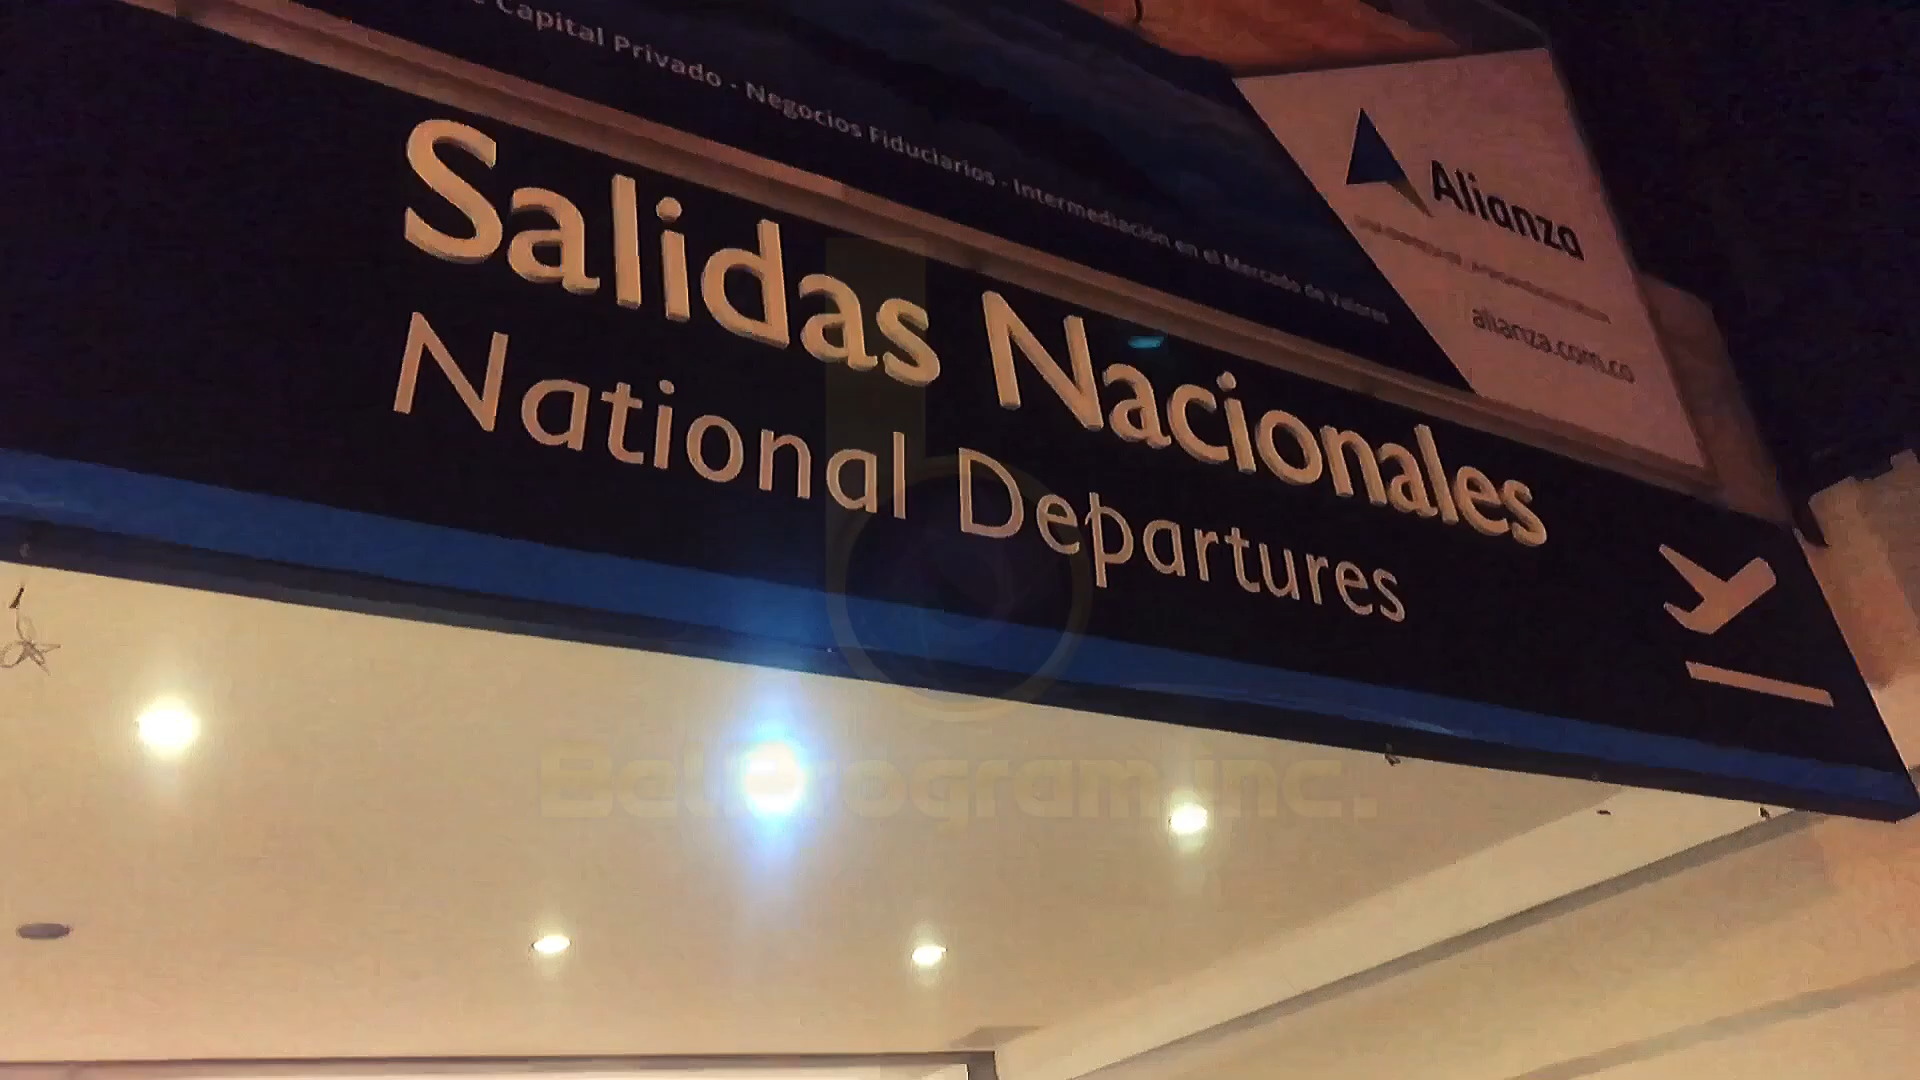 Capital Privado - Negocios Fiduciarios - Intermediación en el Mercado de Valores
Alianza
alianza.com.co
Salidas Nacionales
National Departures
BetProgram inc.